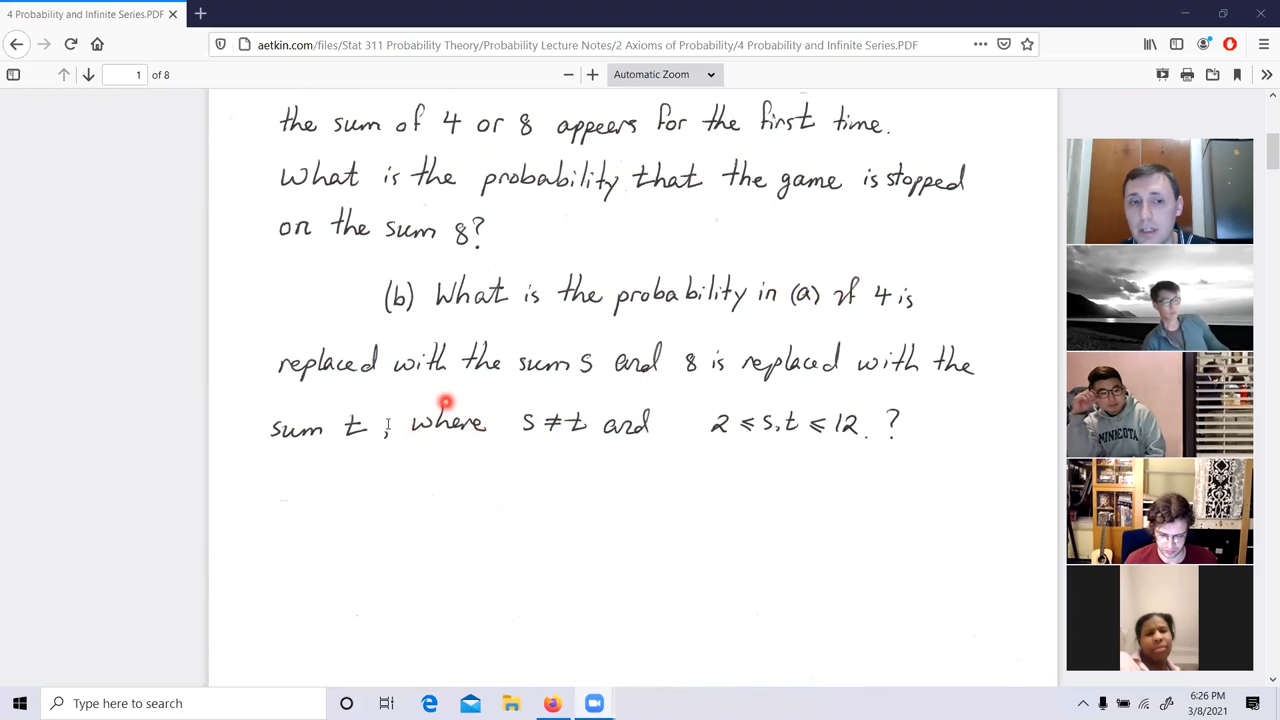 4 Probability and Infinite Series.PDF
aetkin.com/files/Stat 311 Probability Theory/Probability Lecture Notes/2 Axioms of Probability/4 Probability and Infinite Series.PDF
1 of 8
Automatic Zoom
the sum of 4 or 8 appeers for the first time.
What is the probability that the game is stopped
on the sum 8?
(b) What is the probability in (a) if 4 is
replaced with the sum s and 8 is replaced with the
sum t, where s ≠ t and 2 ≤ s,t ≤ 12. ?
MINNESOTA
Type here to search
6:26 PM
3/8/2021